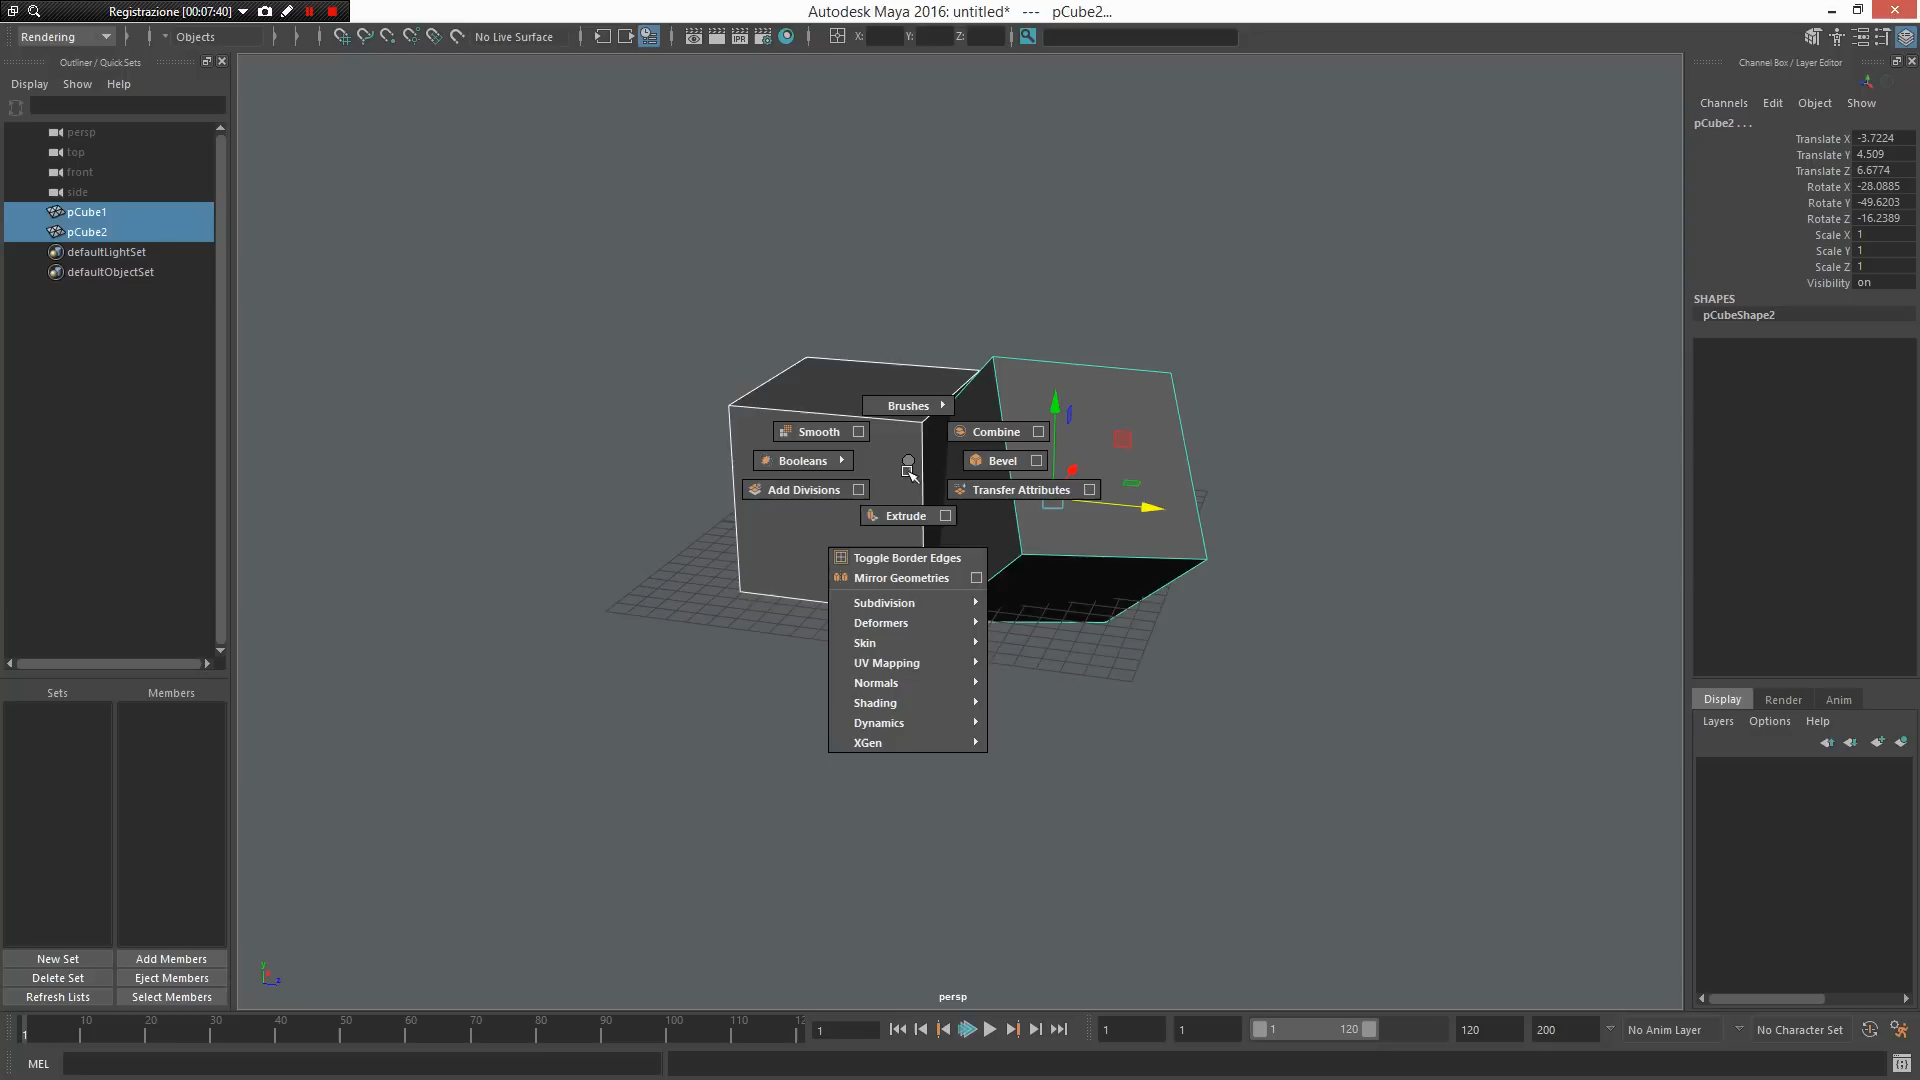 Registrazione [00:07:40]
Autodesk Maya 2016: untitled* --- pCube2...
Rendering
Objects
No Live Surface
X:
Y:
Z:
IPR
Outliner / Quick Sets
Display Show Help
persp
top
front
side
pCube1
pCube2
defaultLightSet
defaultObjectSet
Sets
Members
New Set
Add Members
Delete Set
Eject Members
Refresh Lists
Select Members
Brushes
Smooth
Combine
Booleans
Bevel
Add Divisions
Transfer Attributes
Extrude
Toggle Border Edges
Mirror Geometries
Subdivision
Deformers
Skin
UV Mapping
Normals
Shading
Dynamics
XGen
y
z
persp
Channel Box / Layer Editor
Channels Edit Object Show
pCube2 . . .
Translate X -3.7224
Translate Y 4.509
Translate Z 6.6774
Rotate X -28.0885
Rotate Y -49.6203
Rotate Z -16.2389
Scale X 1
Scale Y 1
Scale Z 1
Visibility on
SHAPES
pCubeShape2
Display Render Anim
Layers Options Help
1 10 20 30 40 50 60 70 80 90 100 110 12
1
1
1
1 120
120
200
No Anim Layer
No Character Set
MEL